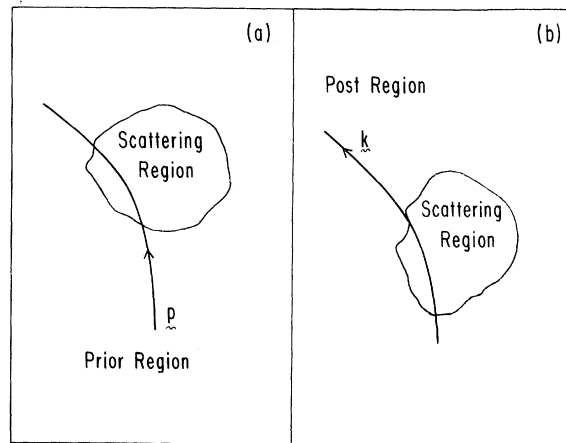 (a)
Scattering
Region
p
Prior Region
(b)
Post Region
k
Scattering
Region